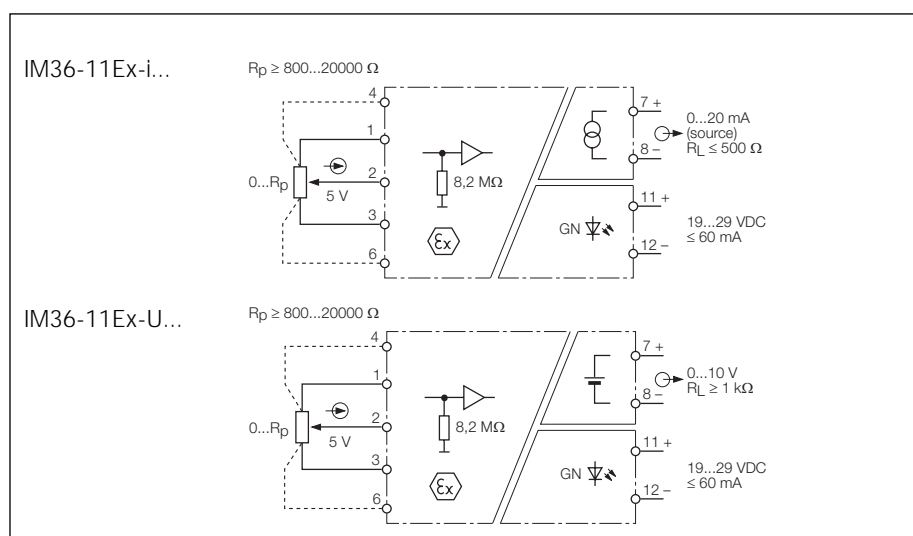 IM36-11Ex-i...
Rp ≥ 800...20000 Ω
4
1
2
3
6
0...Rp
5 V
8,2 MΩ
Ex
7 +
8 –
0...20 mA
(source)
RL ≤ 500 Ω
GN
11 +
12 –
19...29 VDC
≤ 60 mA
IM36-11Ex-U...
Rp ≥ 800...20000 Ω
4
1
2
3
6
0...Rp
5 V
8,2 MΩ
Ex
7 +
8 –
0...10 V
RL ≥ 1 kΩ
GN
11 +
12 –
19...29 VDC
≤ 60 mA